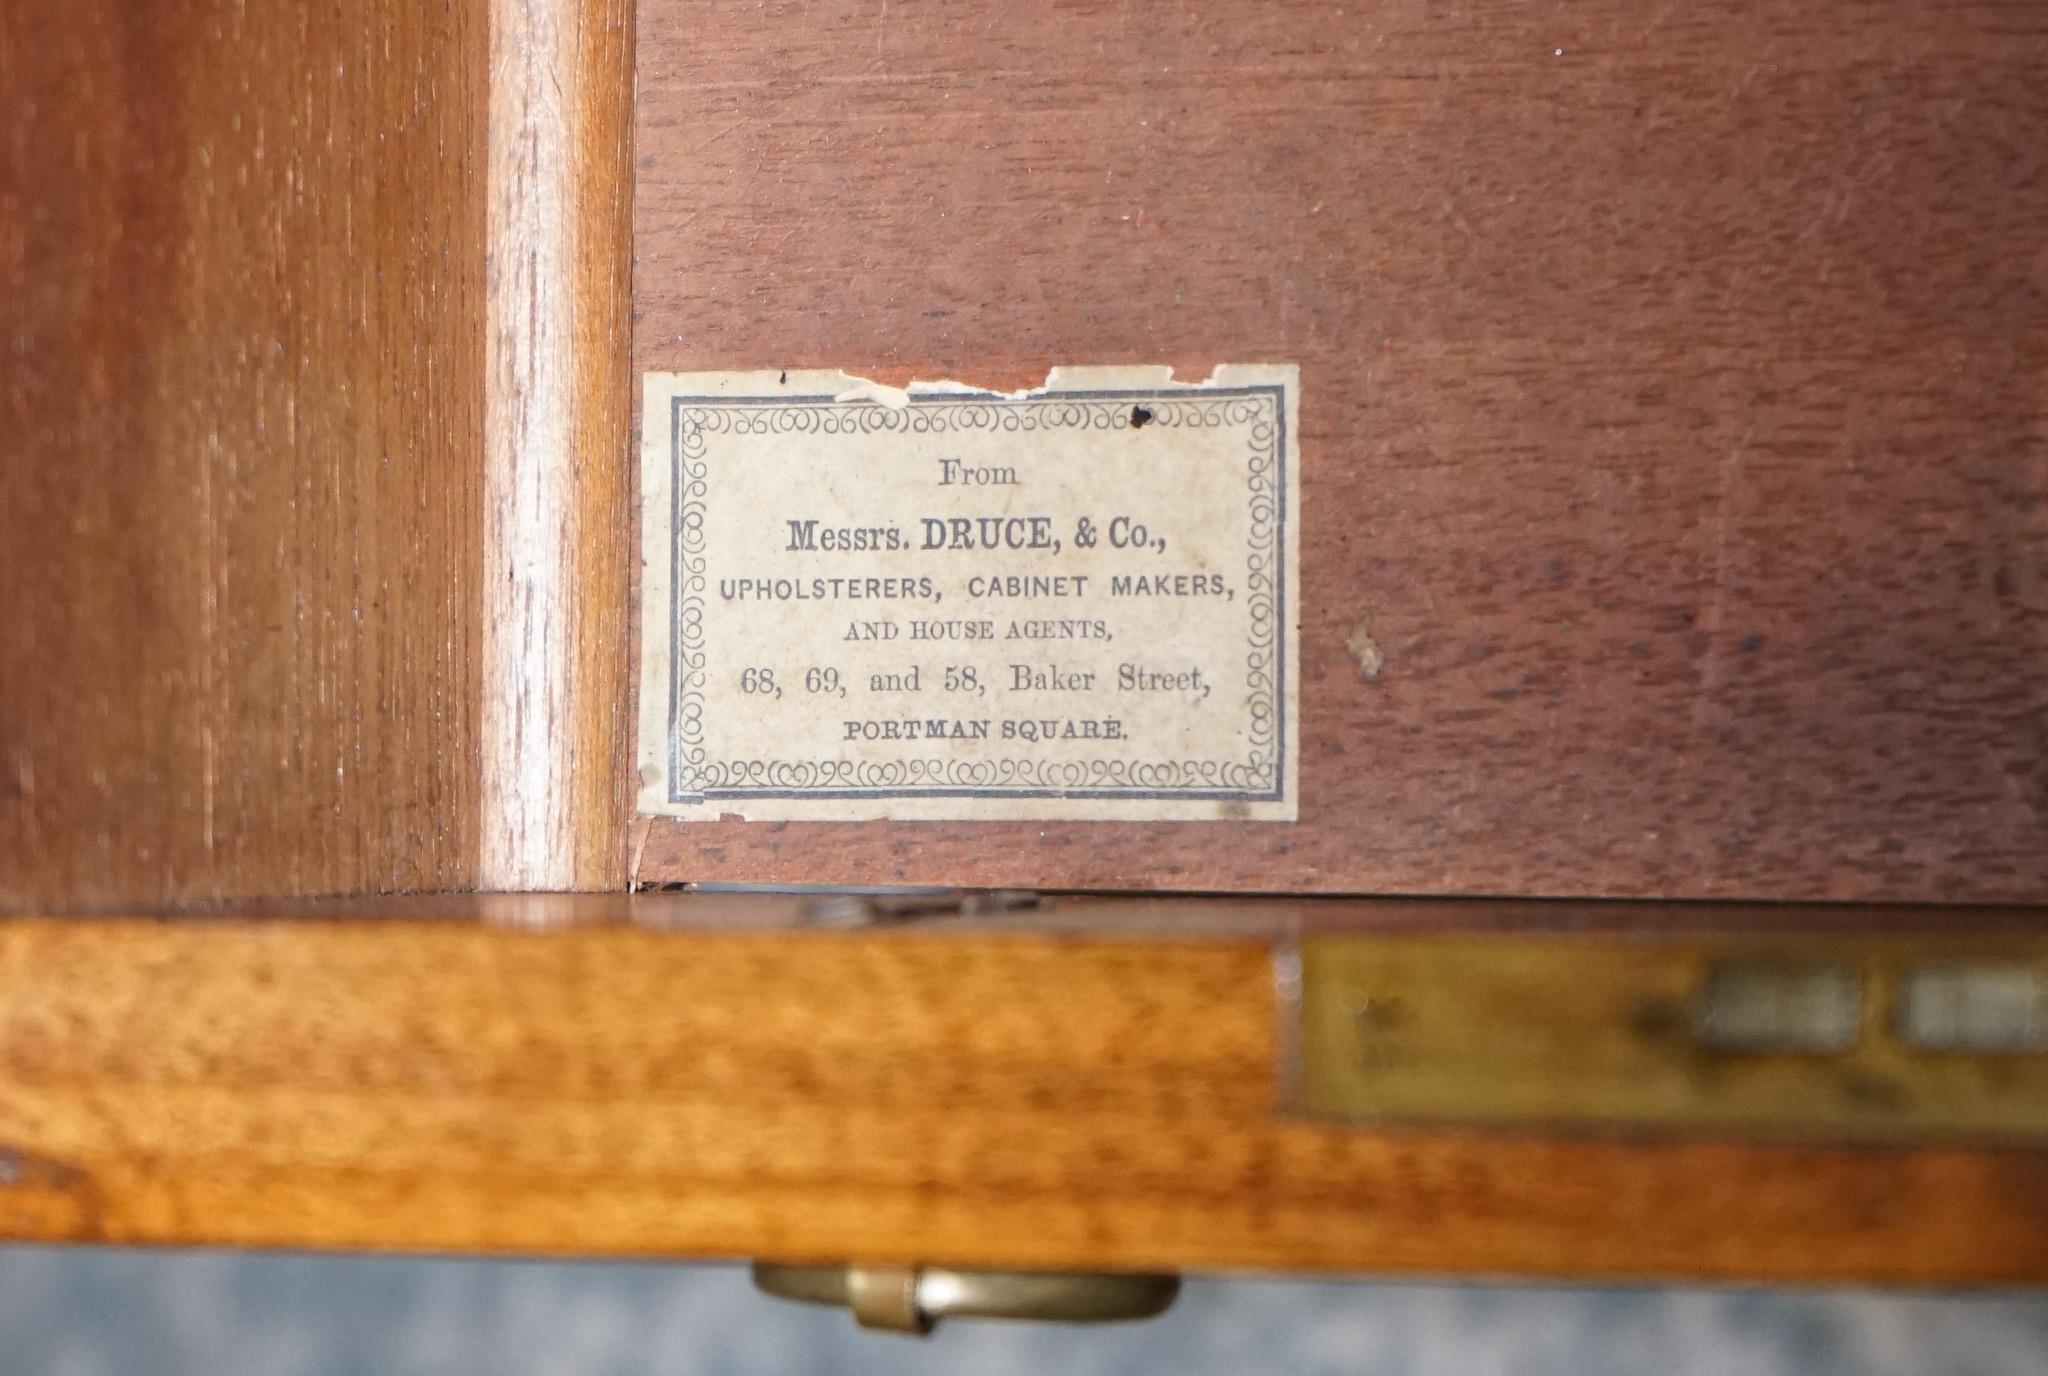 From
Messrs. DRUCE, & Co.,
UPHOLSTERERS, CABINET MAKERS,
AND HOUSE AGENTS,
68, 69, and 58, Baker Street,
PORTMAN SQUARE.